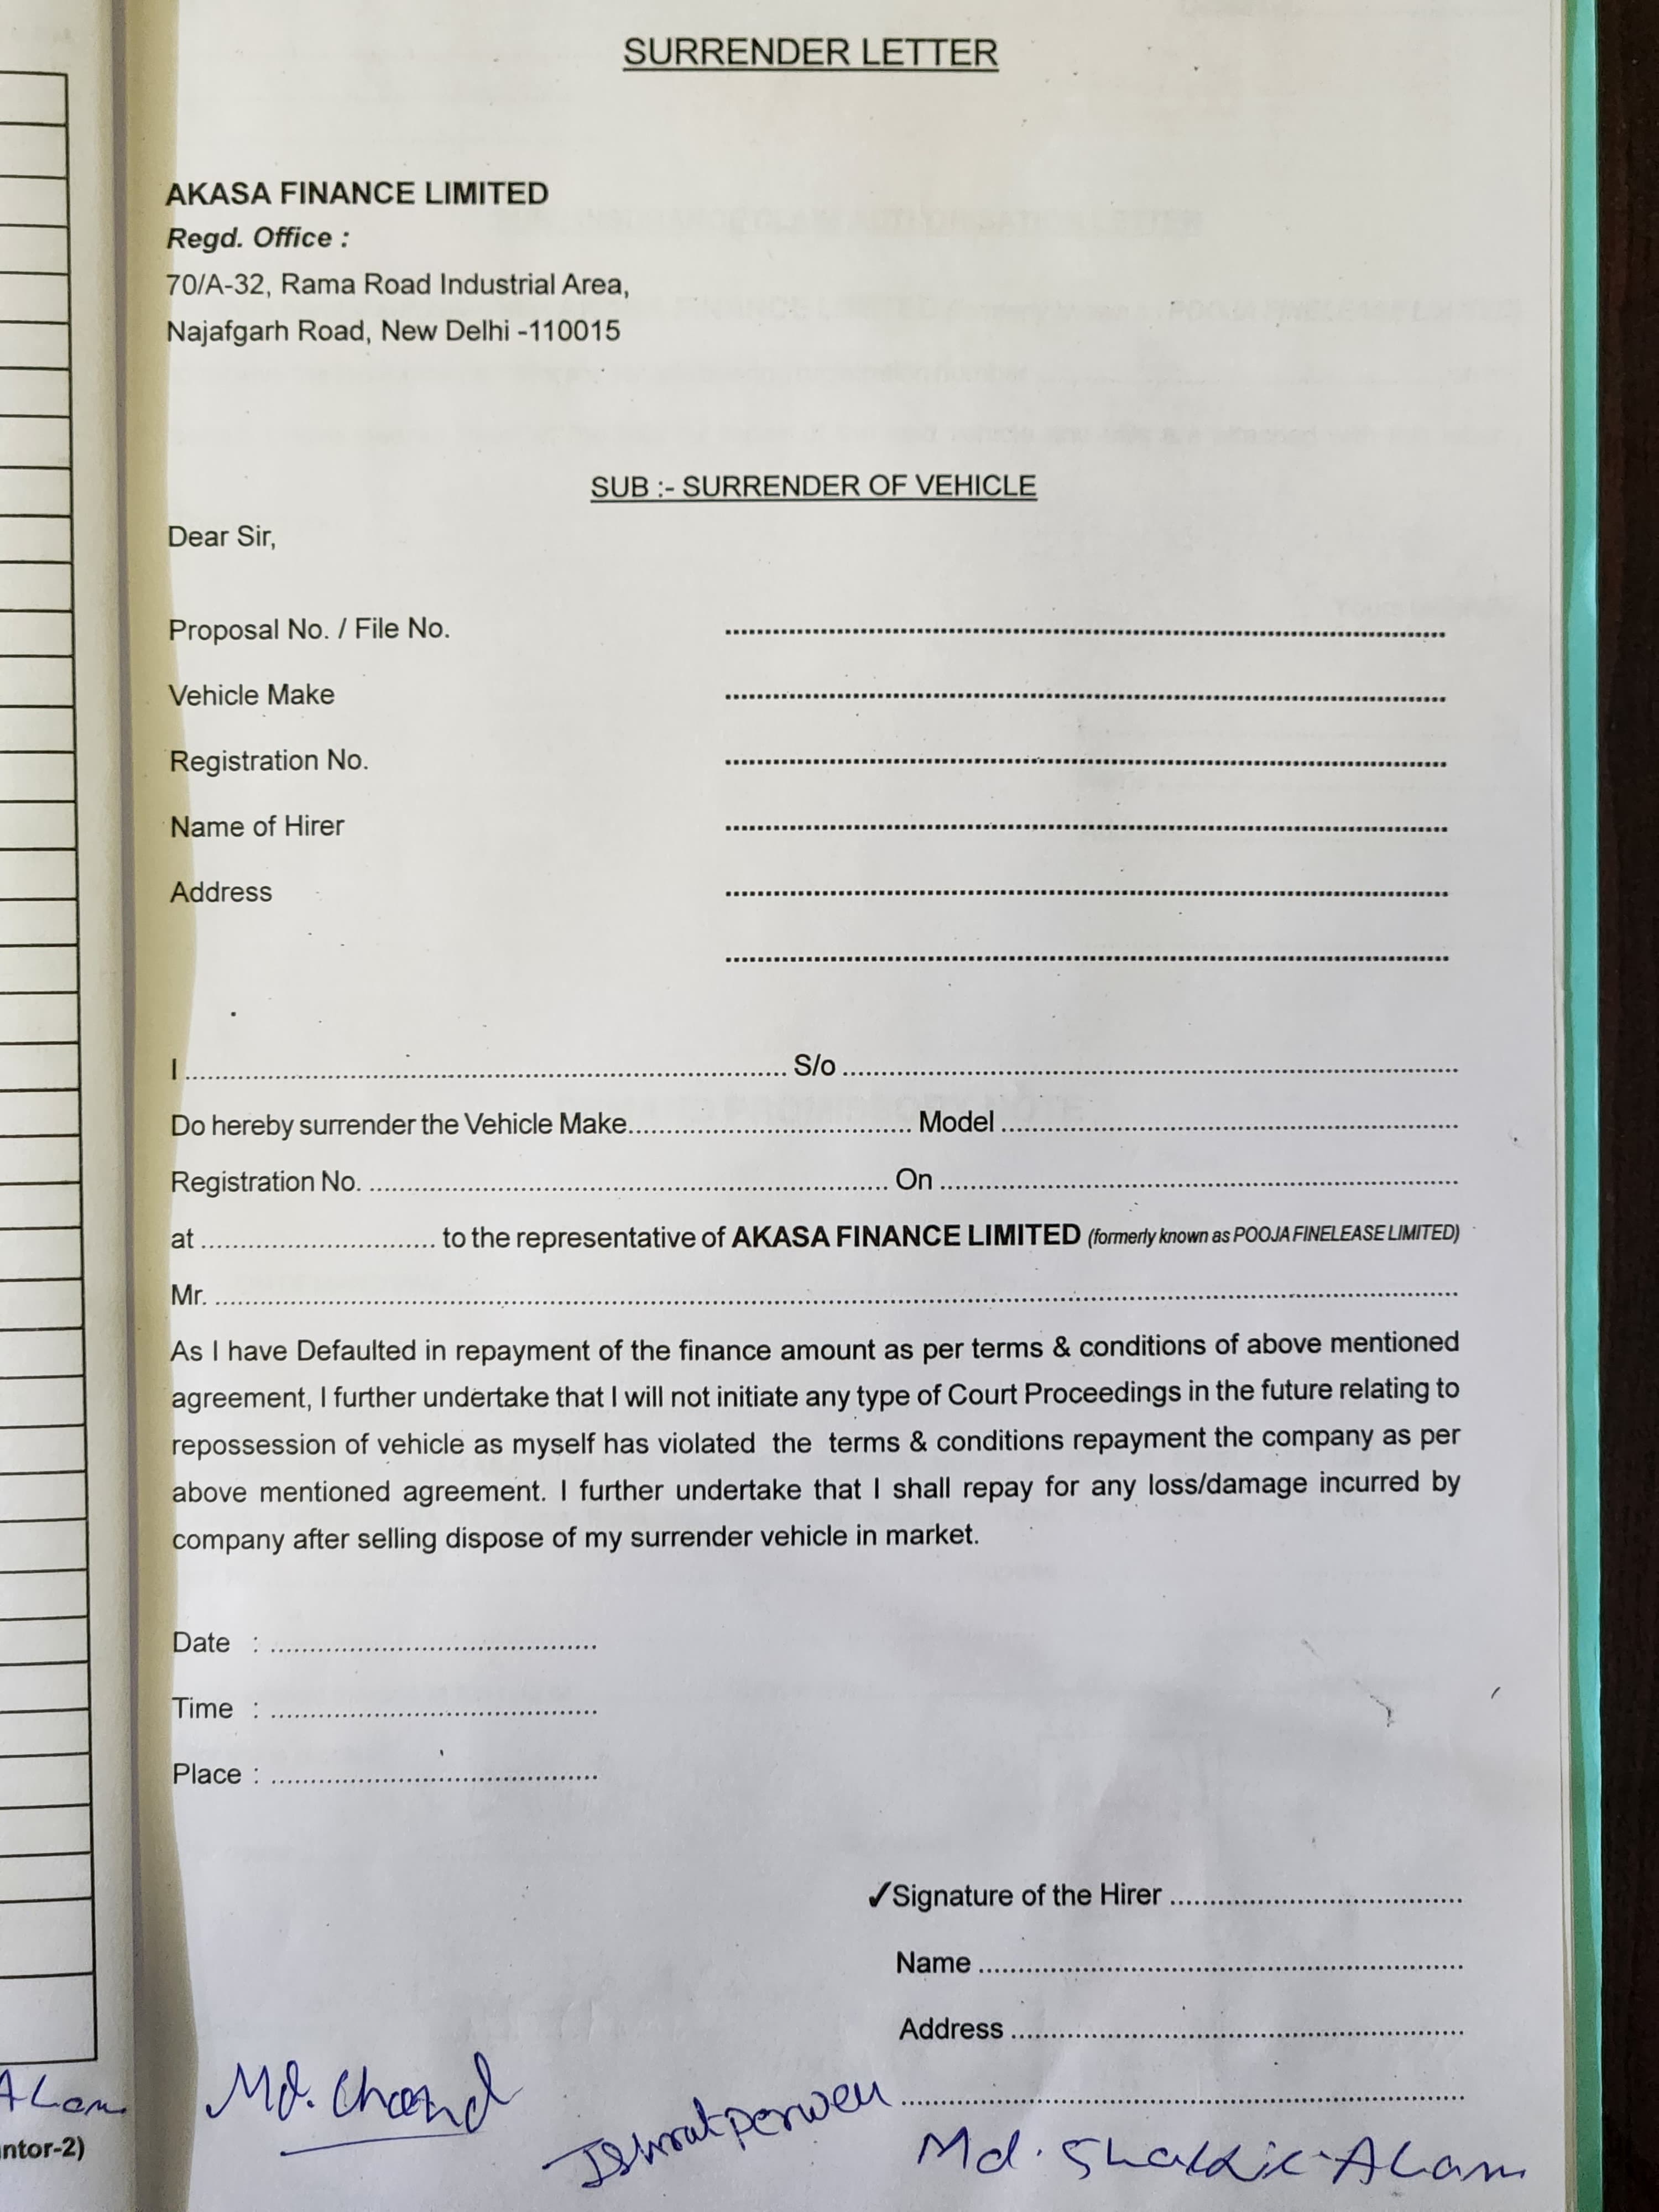 SURRENDER LETTER
AKASA FINANCE LIMITED
Regd. Office :
70/A-32, Rama Road Industrial Area,
Najafgarh Road, New Delhi -110015
SUB :- SURRENDER OF VEHICLE
Dear Sir,
Proposal No. / File No. ........................................
Vehicle Make ........................................
Registration No. ........................................
Name of Hirer ........................................
Address ........................................
........................................
I ........................................ S/o ........................................
Do hereby surrender the Vehicle Make.............................. Model ........................................
Registration No. ........................................ On ........................................
at .............................. to the representative of AKASA FINANCE LIMITED (formerly known as POOJA FINELEASE LIMITED)
Mr. ........................................
As I have Defaulted in repayment of the finance amount as per terms & conditions of above mentioned
agreement, I further undertake that I will not initiate any type of Court Proceedings in the future relating to
repossession of vehicle as myself has violated the terms & conditions repayment the company as per
above mentioned agreement. I further undertake that I shall repay for any loss/damage incurred by
company after selling dispose of my surrender vehicle in market.
Date : ........................................
Time : ........................................
Place : ........................................
✓Signature of the Hirer ........................................
Name ........................................
Address ........................................
........................................
Alam
Md. Chand
Ishrat perween
Md. Shakir Alam
ntor-2)